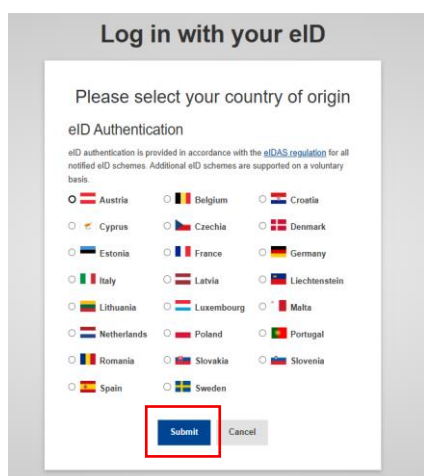 Log in with your eID
Please select your country of origin
eID Authentication
eID authentication is provided in accordance with the eIDAS regulation for all
notified eID schemes. Additional eID schemes are supported on a voluntary
basis.
Austria Belgium Croatia
Cyprus Czechia Denmark
Estonia France Germany
Italy Latvia Liechtenstein
Lithuania Luxembourg Malta
Netherlands Poland Portugal
Romania Slovakia Slovenia
Spain Sweden
Submit Cancel